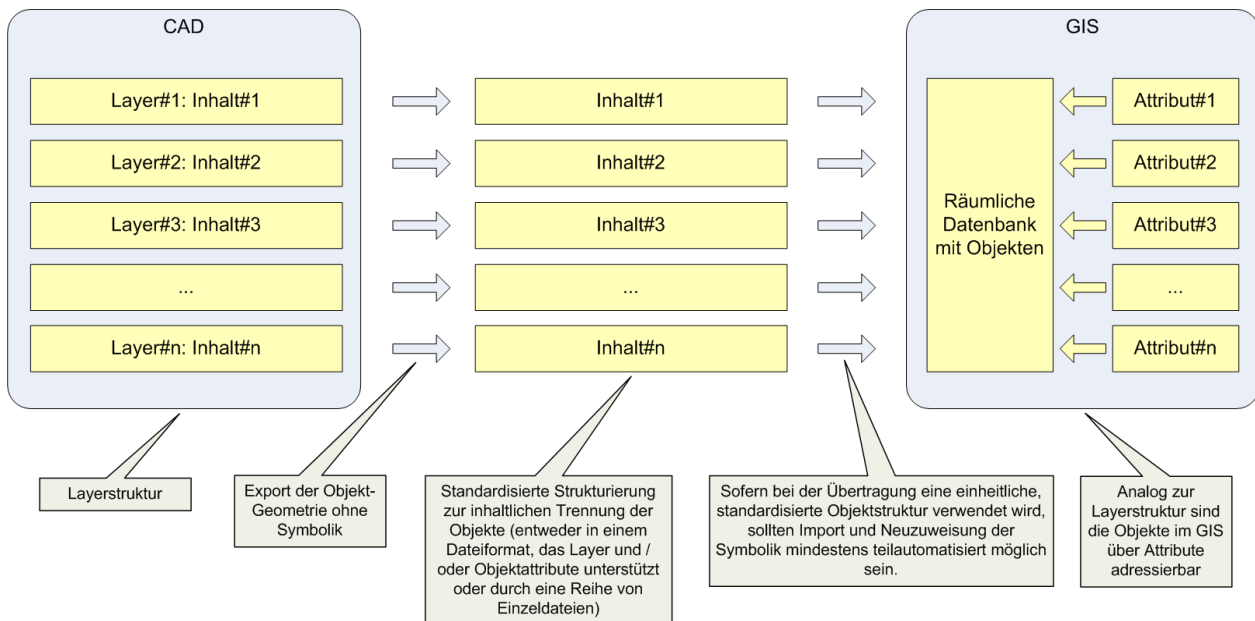 CAD
GIS
Layer#1: Inhalt#1
Inhalt#1
Attribut#1
Layer#2: Inhalt#2
Inhalt#2
Attribut#2
Layer#3: Inhalt#3
Inhalt#3
Attribut#3
...
...
...
Layer#n: Inhalt#n
Inhalt#n
Attribut#n
Räumliche
Datenbank
mit Objekten
Layerstruktur
Export der Objekt-
Geometrie ohne
Symbolik
Standardisierte Strukturierung
zur inhaltlichen Trennung der
Objekte (entweder in einem
Dateiformat, das Layer und /
oder Objektattribute unterstützt
oder durch eine Reihe von
Einzeldateien)
Sofern bei der Übertragung eine einheitliche,
standardisierte Objektstruktur verwendet wird,
sollten Import und Neuzuweisung der
Symbolik mindestens teilautomatisiert möglich
sein.
Analog zur
Layerstruktur sind
die Objekte im GIS
über Attribute
adressierbar